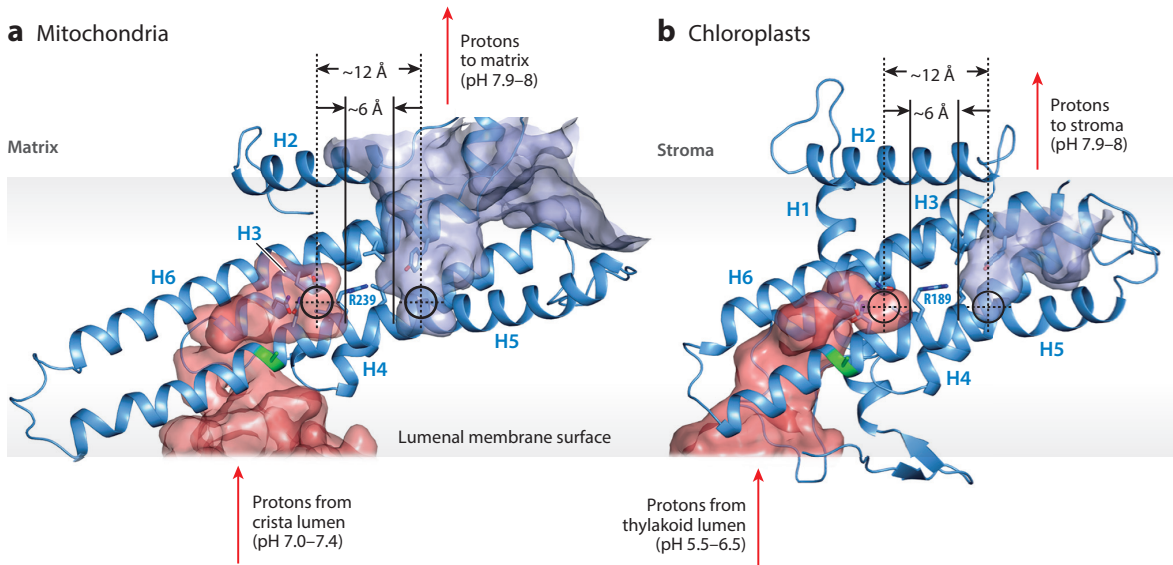 a Mitochondria
Protons
to matrix
(pH 7.9–8)
~12 Å
~6 Å
H2
Matrix
H3
H6
R239
H5
H4
Lumenal membrane surface
Protons from
crista lumen
(pH 7.0–7.4)
b Chloroplasts
~12 Å
Protons
to stroma
(pH 7.9–8)
~6 Å
H2
Stroma
H1
H3
H6
R189
H5
H4
Protons from
thylakoid lumen
(pH 5.5–6.5)